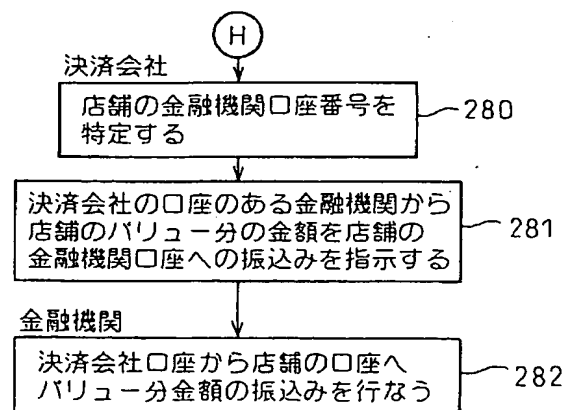 H
決済会社
店舗の金融機関口座番号を
特定する
280
決済会社の口座のある金融機関から
店舗のバリュー分の金額を店舗の
金融機関口座への振込みを指示する
281
金融機関
決済会社口座から店舗の口座へ
バリュー分金額の振込みを行なう
282